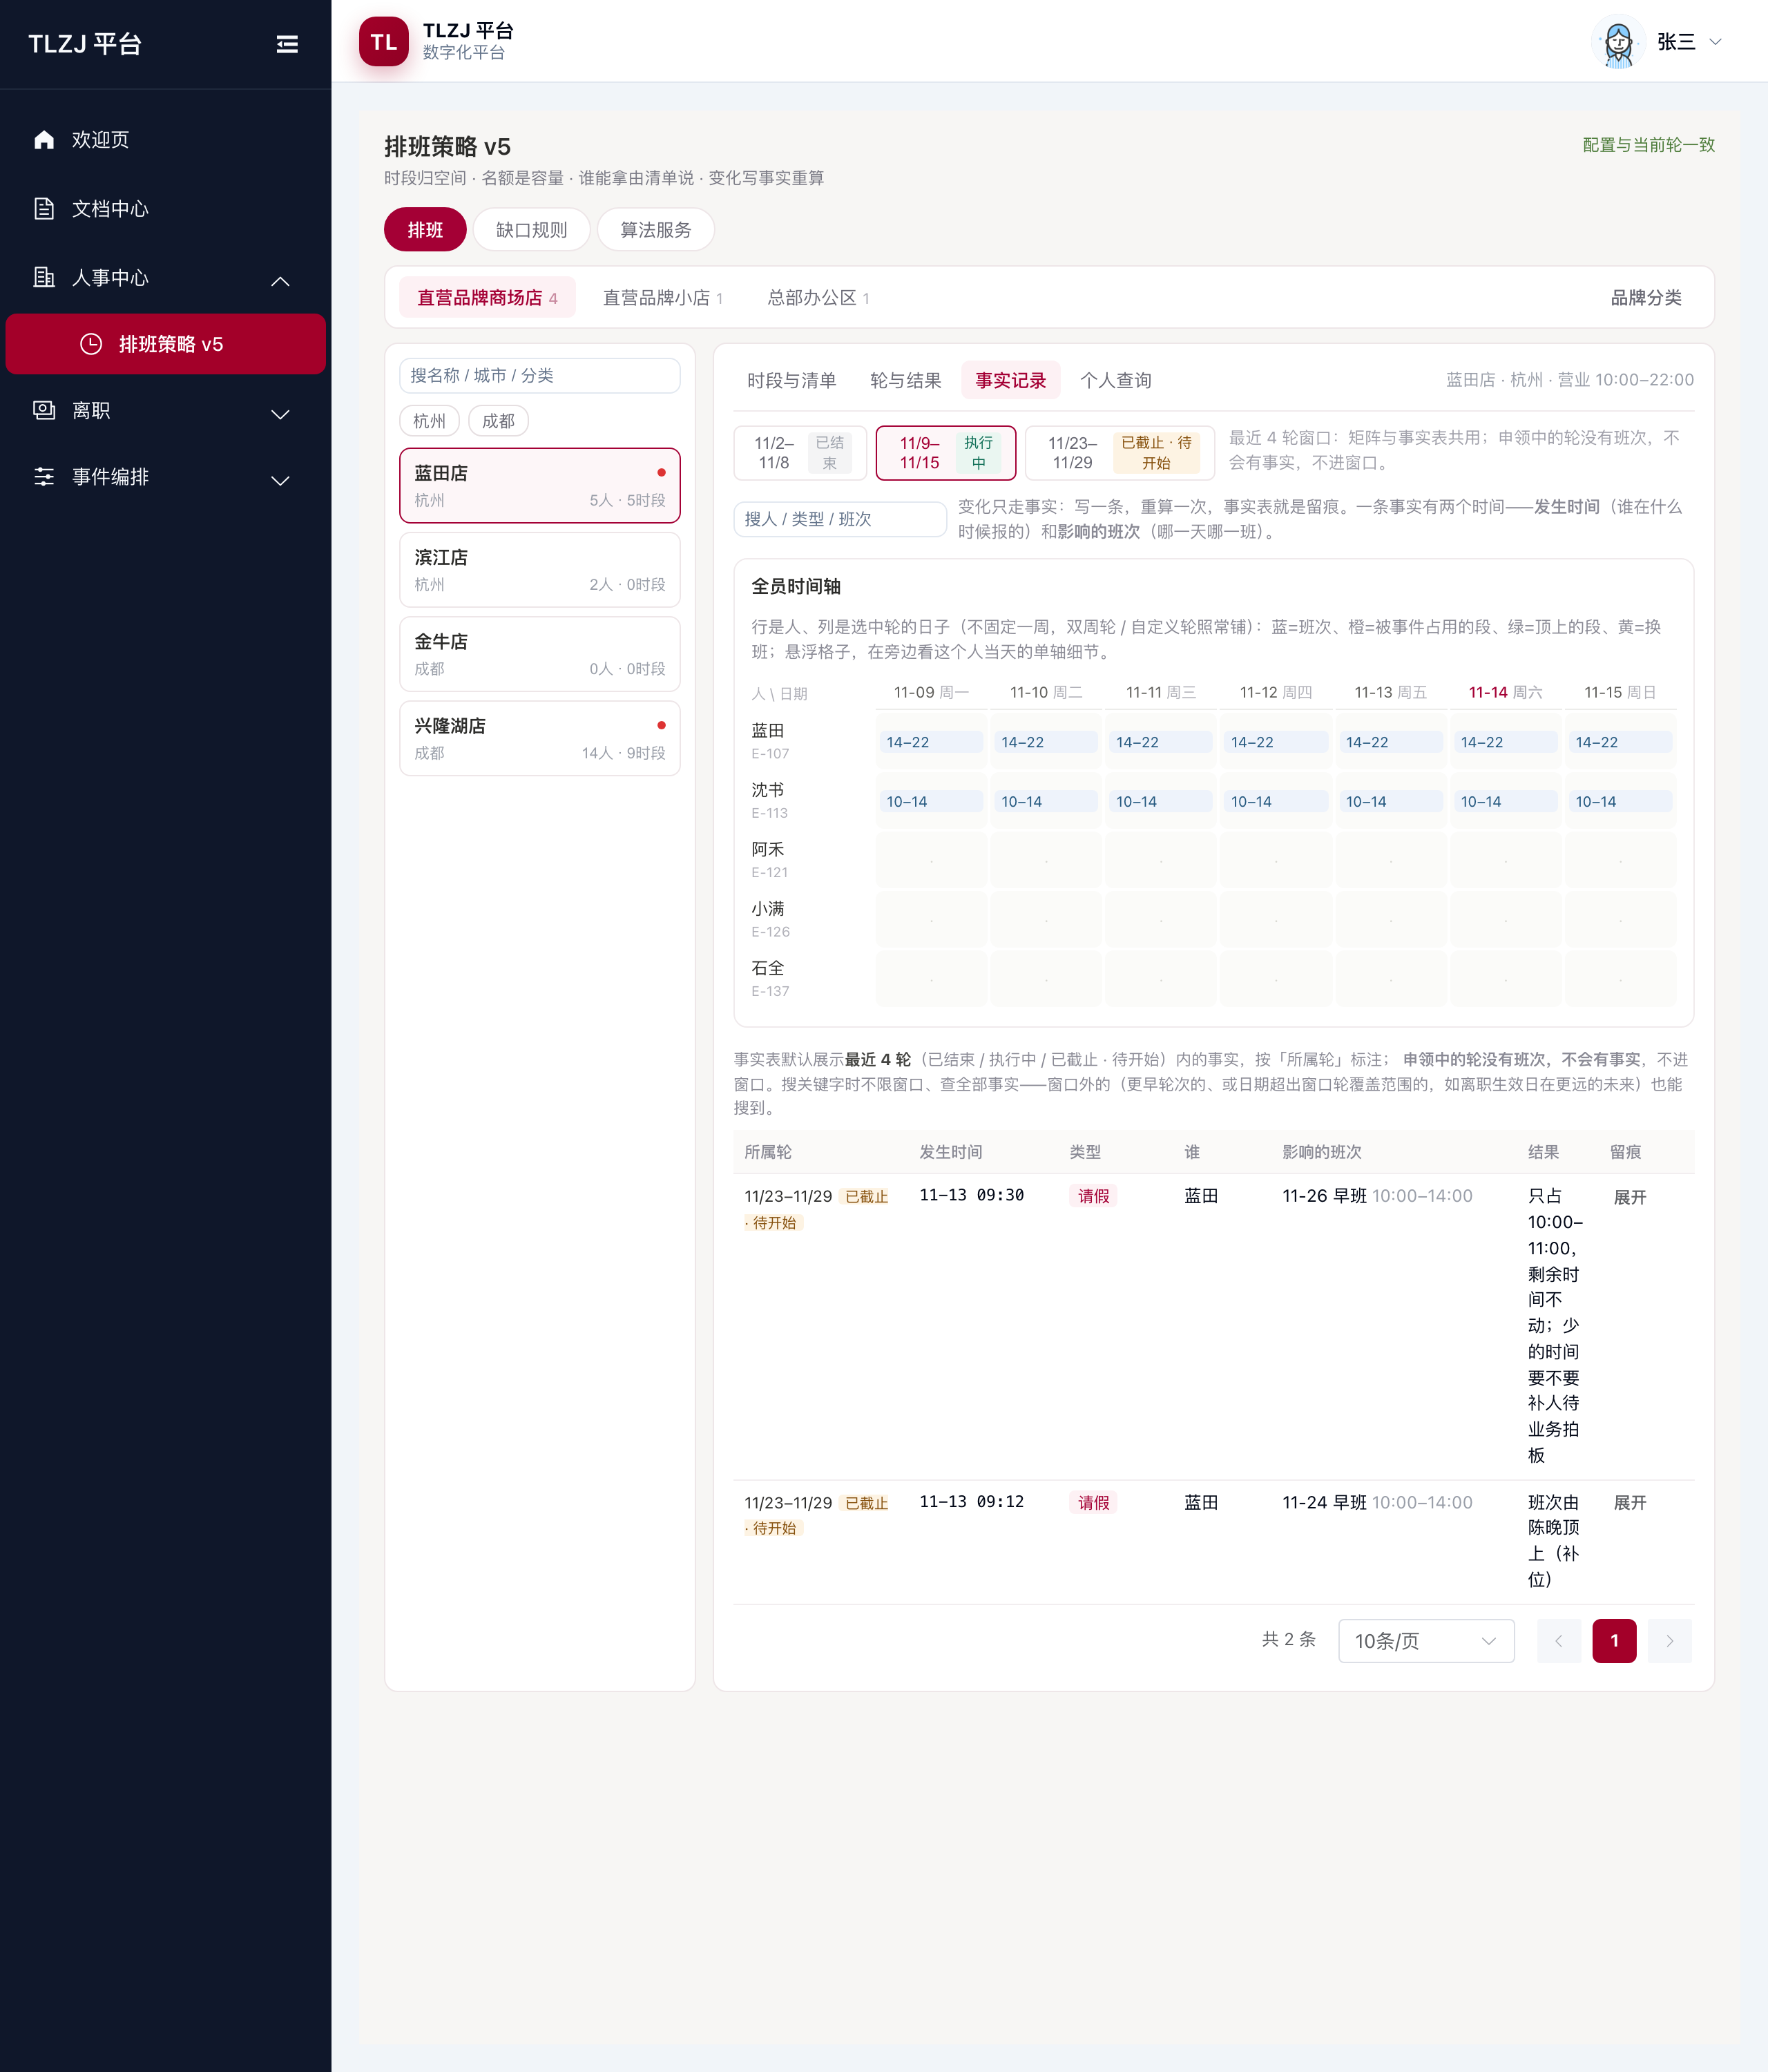 TLZJ 平台
TL
TLZJ 平台
数字化平台
张三
欢迎页
文档中心
人事中心
排班策略 v5
离职
事件编排
排班策略 v5
配置与当前轮一致
时段归空间 · 名额是容量 · 谁能拿由清单说 · 变化写事实重算
排班
缺口规则
算法服务
直营品牌商场店 4
直营品牌小店 1
总部办公区 1
品牌分类
搜名称 / 城市 / 分类
杭州
成都
蓝田店
杭州
5人 · 5时段
滨江店
杭州
2人 · 0时段
金牛店
成都
0人 · 0时段
兴隆湖店
成都
14人 · 9时段
时段与清单
轮与结果
事实记录
个人查询
蓝田店 · 杭州 · 营业 10:00–22:00
11/2–
11/8
已结
束
11/9–
11/15
执行
中
11/23–
11/29
已截止 · 待
开始
最近 4 轮窗口：矩阵与事实表共用；申领中的轮没有班次，不
会有事实，不进窗口。
搜人 / 类型 / 班次
变化只走事实：写一条，重算一次，事实表就是留痕。一条事实有两个时间——发生时间（谁在什么
时候报的）和影响的班次（哪一天哪一班）。
全员时间轴
行是人、列是选中轮的日子（不固定一周，双周轮 / 自定义轮照常铺）：蓝=班次、橙=被事件占用的段、绿=顶上的段、黄=换
班；悬浮格子，在旁边看这个人当天的单轴细节。
人 \ 日期
11-09 周一
11-10 周二
11-11 周三
11-12 周四
11-13 周五
11-14 周六
11-15 周日
蓝田
E-107
14–22
14–22
14–22
14–22
14–22
14–22
14–22
沈书
E-113
10–14
10–14
10–14
10–14
10–14
10–14
10–14
阿禾
E-121
· · · · · · ·
小满
E-126
· · · · · · ·
石全
E-137
· · · · · · ·
事实表默认展示最近 4 轮（已结束 / 执行中 / 已截止 · 待开始）内的事实，按「所属轮」标注； 申领中的轮没有班次，不会有事实，不进
窗口。搜关键字时不限窗口、查全部事实——窗口外的（更早轮次的、或日期超出窗口轮覆盖范围的，如离职生效日在更远的未来）也能
搜到。
所属轮
发生时间
类型
谁
影响的班次
结果
留痕
11/23–11/29 已截止
· 待开始
11-13 09:30
请假
蓝田
11-26 早班 10:00–14:00
只占
10:00–
11:00，
剩余时
间不
动；少
的时间
要不要
补人待
业务拍
板
展开
11/23–11/29 已截止
· 待开始
11-13 09:12
请假
蓝田
11-24 早班 10:00–14:00
班次由
陈晚顶
上（补
位）
展开
共 2 条
10条/页
1